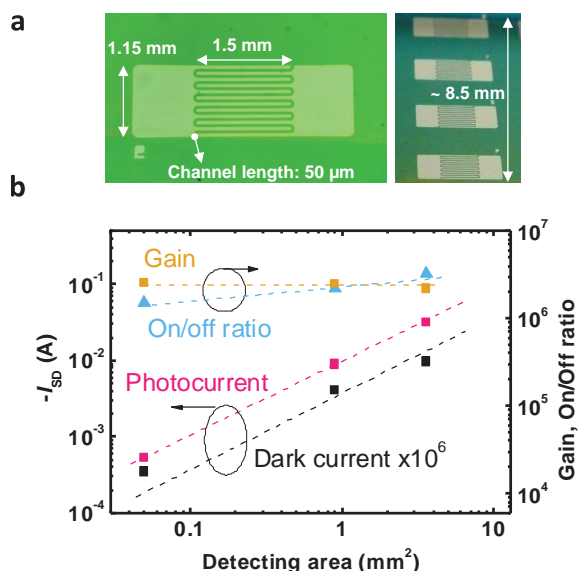 a
1.15 mm
1.5 mm
Channel length: 50 µm
~ 8.5 mm
b
Gain
On/off ratio
Photocurrent
Dark current x10⁶
-I_SD (A)
10⁻¹
10⁻²
10⁻³
10⁻⁴
10⁷
10⁶
10⁵
10⁴
Gain, On/Off ratio
0.1 1 10
Detecting area (mm²)